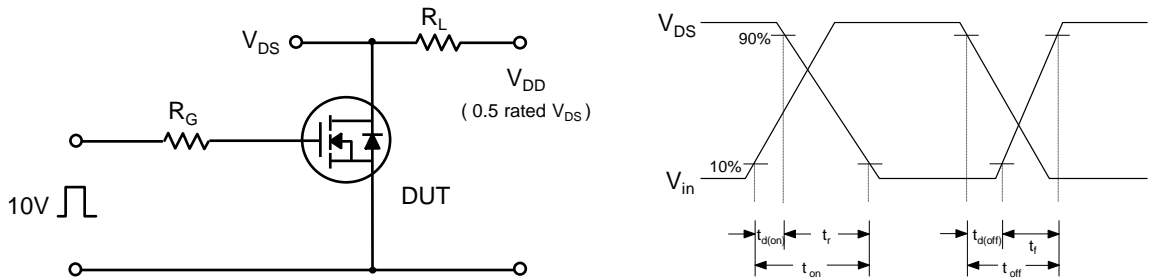 R_L
V_DS
V_DD
( 0.5 rated V_DS )
R_G
DUT
10V
V_DS
90%
10%
V_in
t_d(on)
t_r
t_on
t_d(off)
t_f
t_off